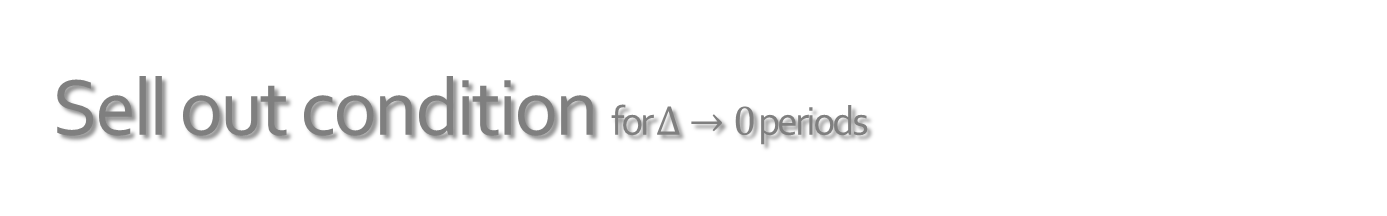 Sell out condition for Δ → 0 periods